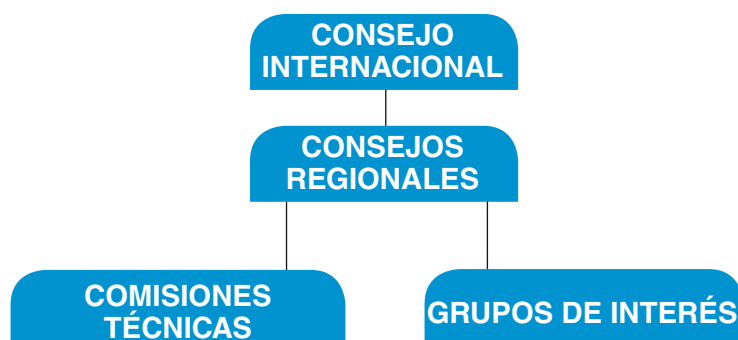 CONSEJO
INTERNACIONAL
CONSEJOS
REGIONALES
COMISIONES
TÉCNICAS
GRUPOS DE INTERÉS